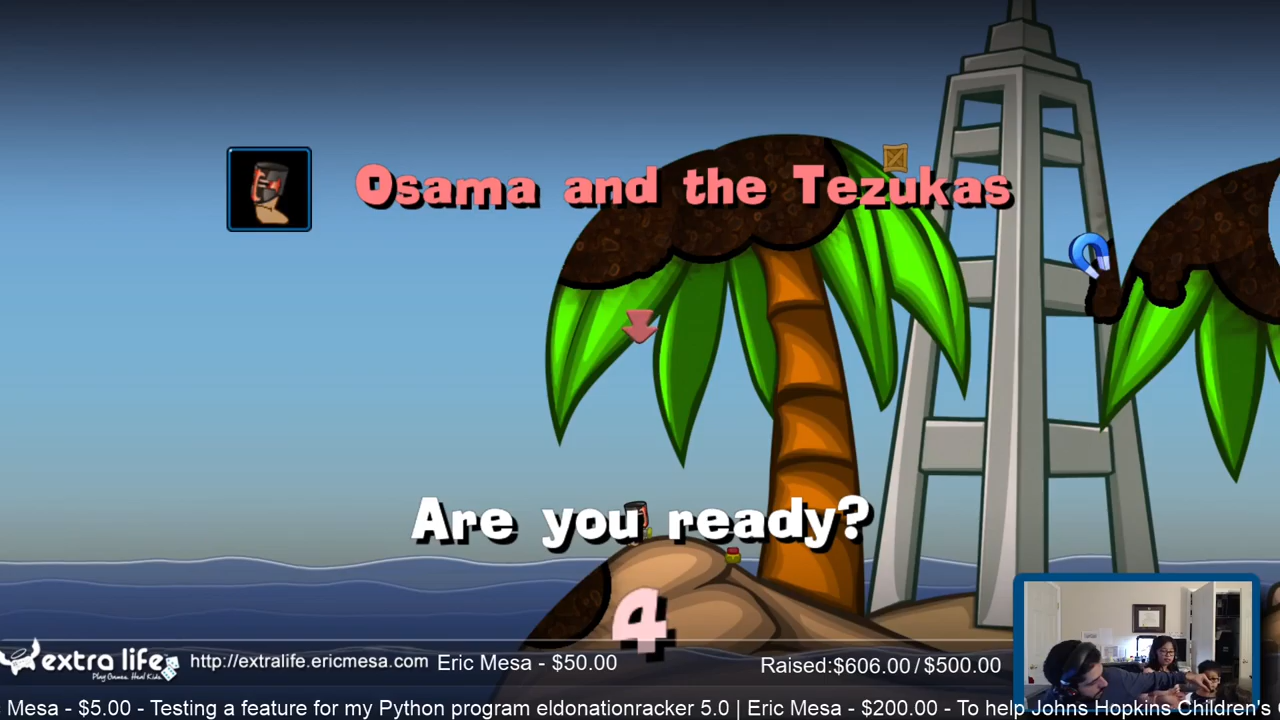 Osama and the Tezukas
Are you ready?
4
extra life
Play Games. Heal Kids.
http://extralife.ericmesa.com
Eric Mesa - $50.00
Raised:$606.00/$500.00
Mesa - $5.00 - Testing a feature for my Python program eldonationracker 5.0 | Eric Mesa - $200.00 - To help Johns Hopkins Children's